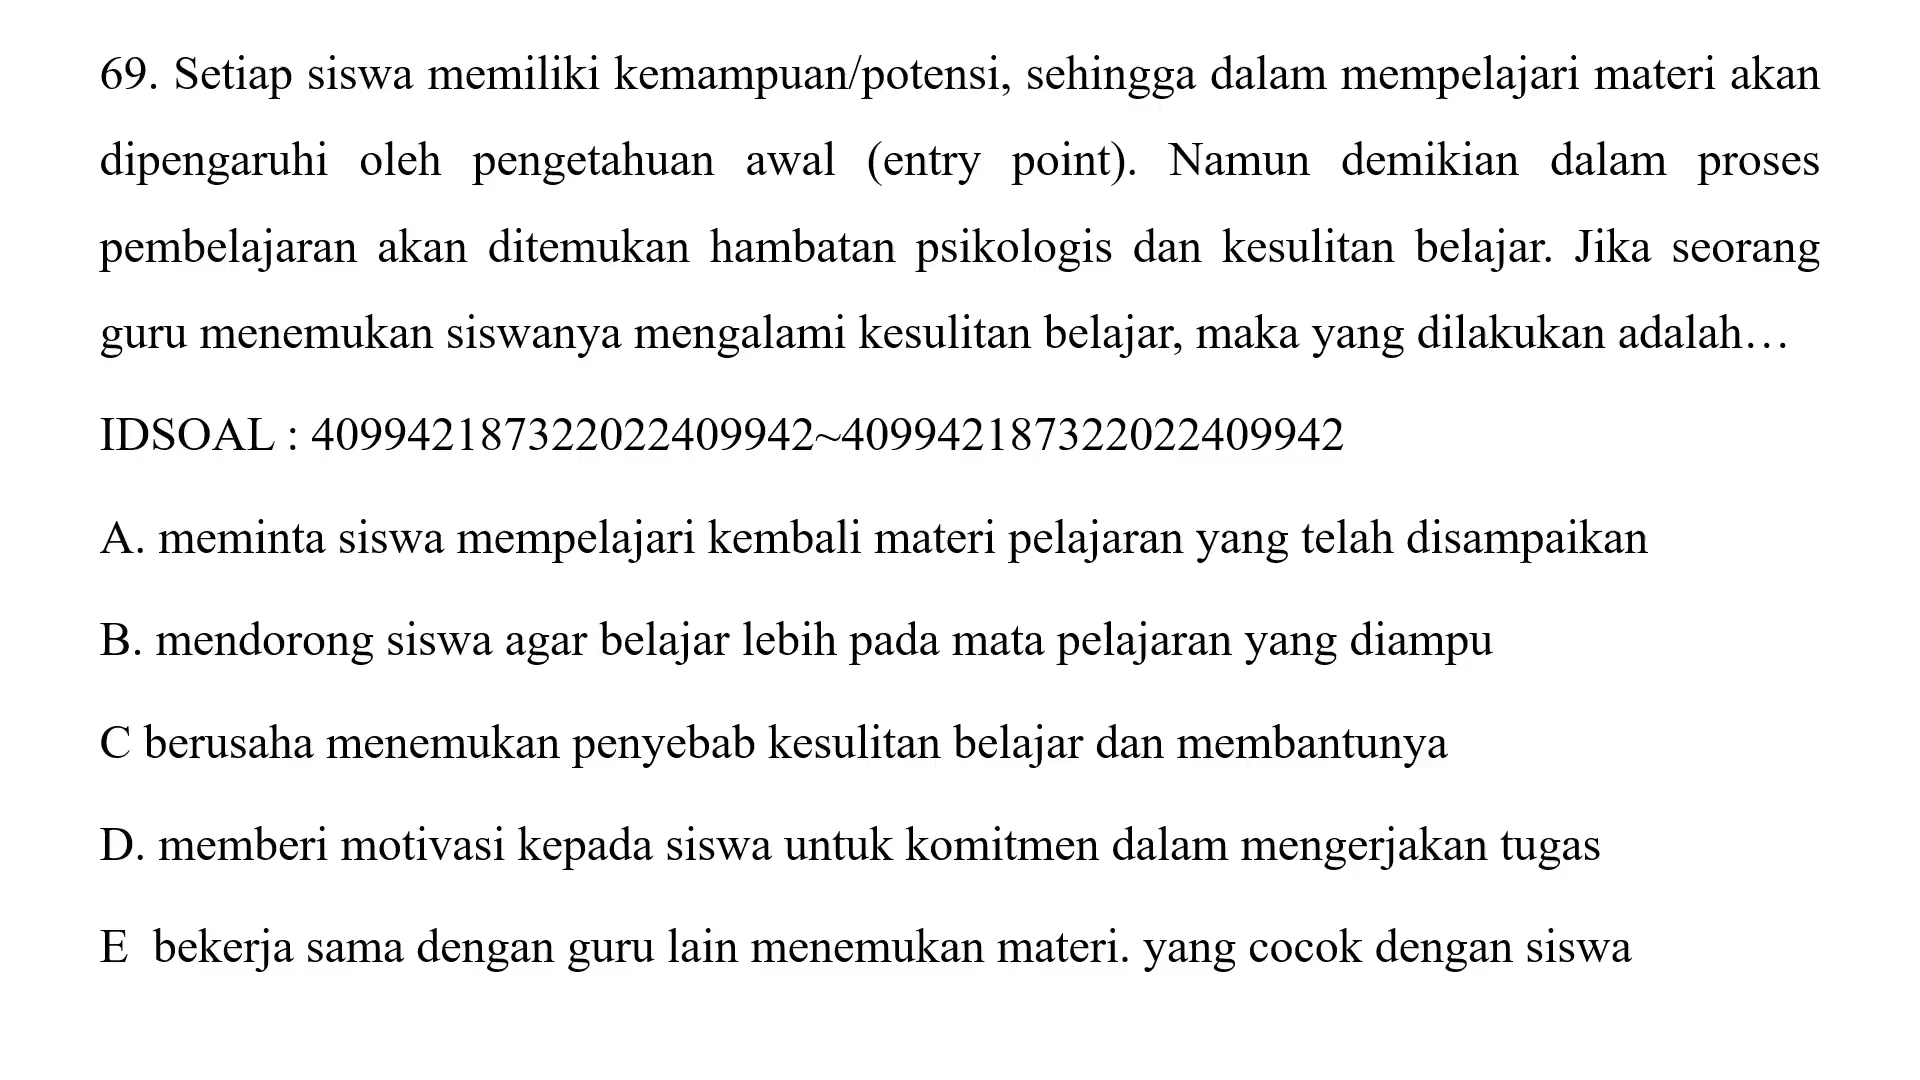 69. Setiap siswa memiliki kemampuan/potensi, sehingga dalam mempelajari materi akan
dipengaruhi oleh pengetahuan awal (entry point). Namun demikian dalam proses
pembelajaran akan ditemukan hambatan psikologis dan kesulitan belajar. Jika seorang
guru menemukan siswanya mengalami kesulitan belajar, maka yang dilakukan adalah…
IDSOAL : 409942187322022409942~409942187322022409942
A. meminta siswa mempelajari kembali materi pelajaran yang telah disampaikan
B. mendorong siswa agar belajar lebih pada mata pelajaran yang diampu
C berusaha menemukan penyebab kesulitan belajar dan membantunya
D. memberi motivasi kepada siswa untuk komitmen dalam mengerjakan tugas
E  bekerja sama dengan guru lain menemukan materi. yang cocok dengan siswa